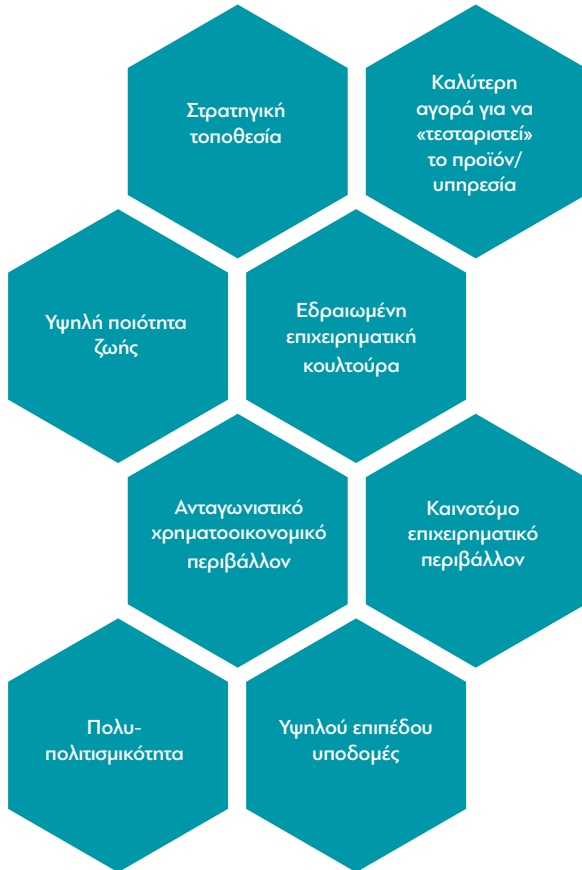 Στρατηγική
τοποθεσία
Καλύτερη
αγορά για να
«τεσταριστεί»
το προϊόν/
υπηρεσία
Υψηλή ποιότητα
ζωής
Εδραιωμένη
επιχειρηματική
κουλτούρα
Ανταγωνιστικό
χρηματοοικονομικό
περιβάλλον
Καινοτόμο
επιχειρηματικό
περιβάλλον
Πολυ-
πολιτισμικότητα
Υψηλού επιπέδου
υποδομές